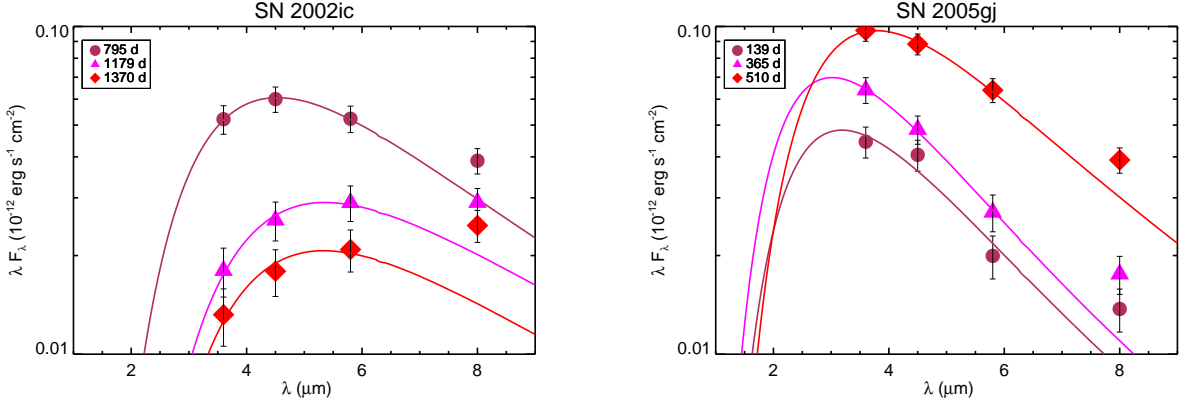 SN 2002ic
0.10
795 d
1179 d
1370 d
λ Fλ (10⁻¹² erg s⁻¹ cm⁻²)
0.01
2 4 6 8
λ (μm)
SN 2005gj
0.10
139 d
365 d
510 d
λ Fλ (10⁻¹² erg s⁻¹ cm⁻²)
0.01
2 4 6 8
λ (μm)